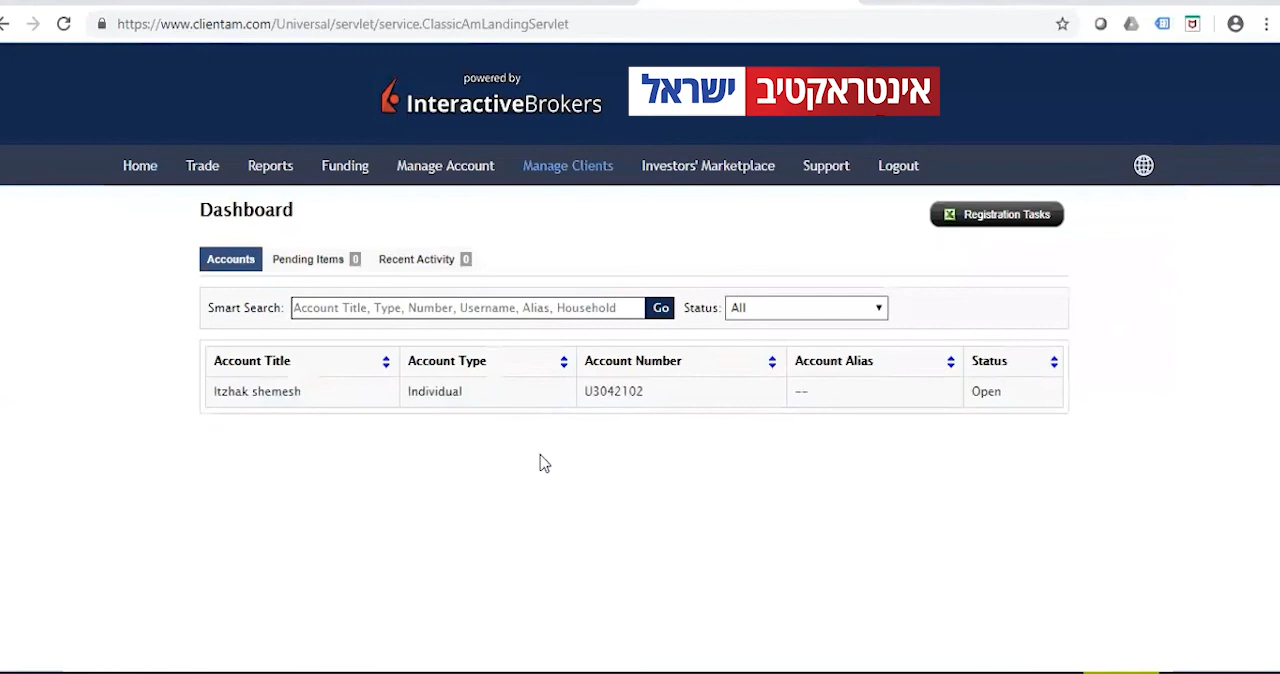 https://www.clientam.com/Universal/servlet/service.ClassicAmLandingServlet
powered by
InteractiveBrokers
אינטראקטיב ישראל
Home Trade Reports Funding Manage Account Manage Clients Investors' Marketplace Support Logout
Dashboard
Registration Tasks
Accounts Pending Items 0 Recent Activity 0
Smart Search: Account Title, Type, Number, Username, Alias, Household Go Status: All
Account Title Account Type Account Number Account Alias Status
Itzhak shemesh Individual U3042102 -- Open